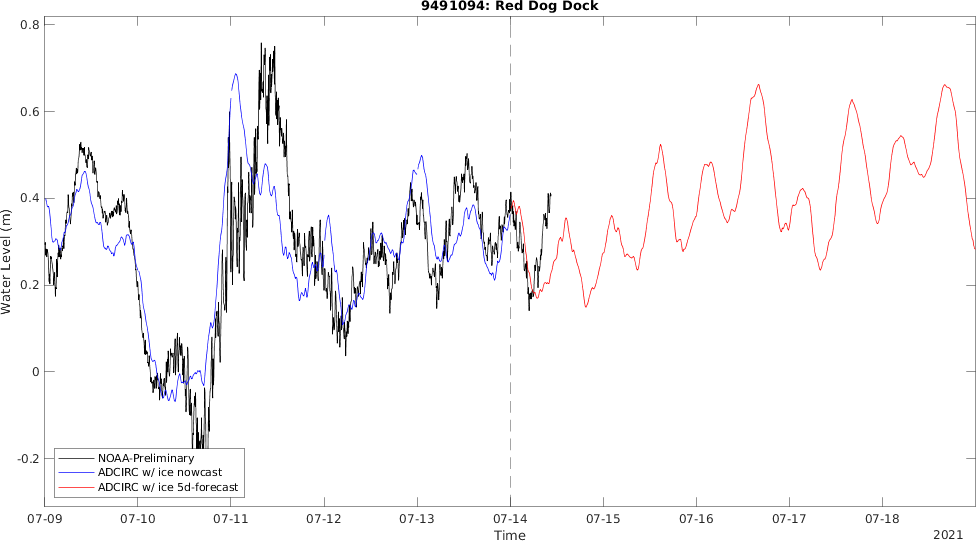 9491094: Red Dog Dock
0.8
0.6
0.4
0.2
0
-0.2
Water Level (m)
NOAA-Preliminary
ADCIRC w/ ice nowcast
ADCIRC w/ ice 5d-forecast
07-09 07-10 07-11 07-12 07-13 07-14 07-15 07-16 07-17 07-18
Time
2021